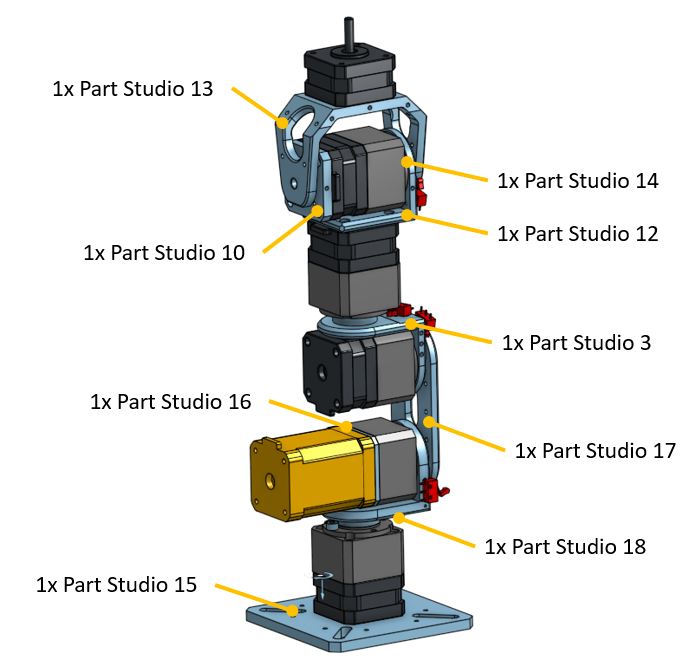 1x Part Studio 13
1x Part Studio 14
1x Part Studio 12
1x Part Studio 10
1x Part Studio 3
1x Part Studio 16
1x Part Studio 17
1x Part Studio 18
1x Part Studio 15